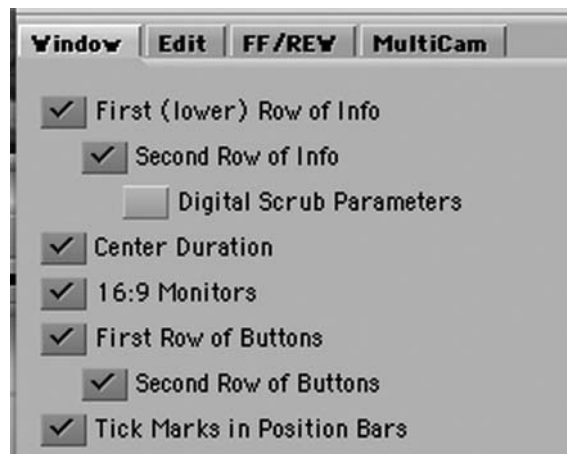 Window Edit FF/REW MultiCam
First (lower) Row of Info
Second Row of Info
Digital Scrub Parameters
Center Duration
16:9 Monitors
First Row of Buttons
Second Row of Buttons
Tick Marks in Position Bars